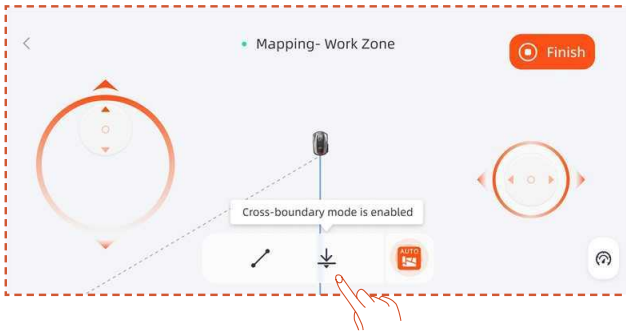 Mapping- Work Zone
Finish
Cross-boundary mode is enabled
AUTO